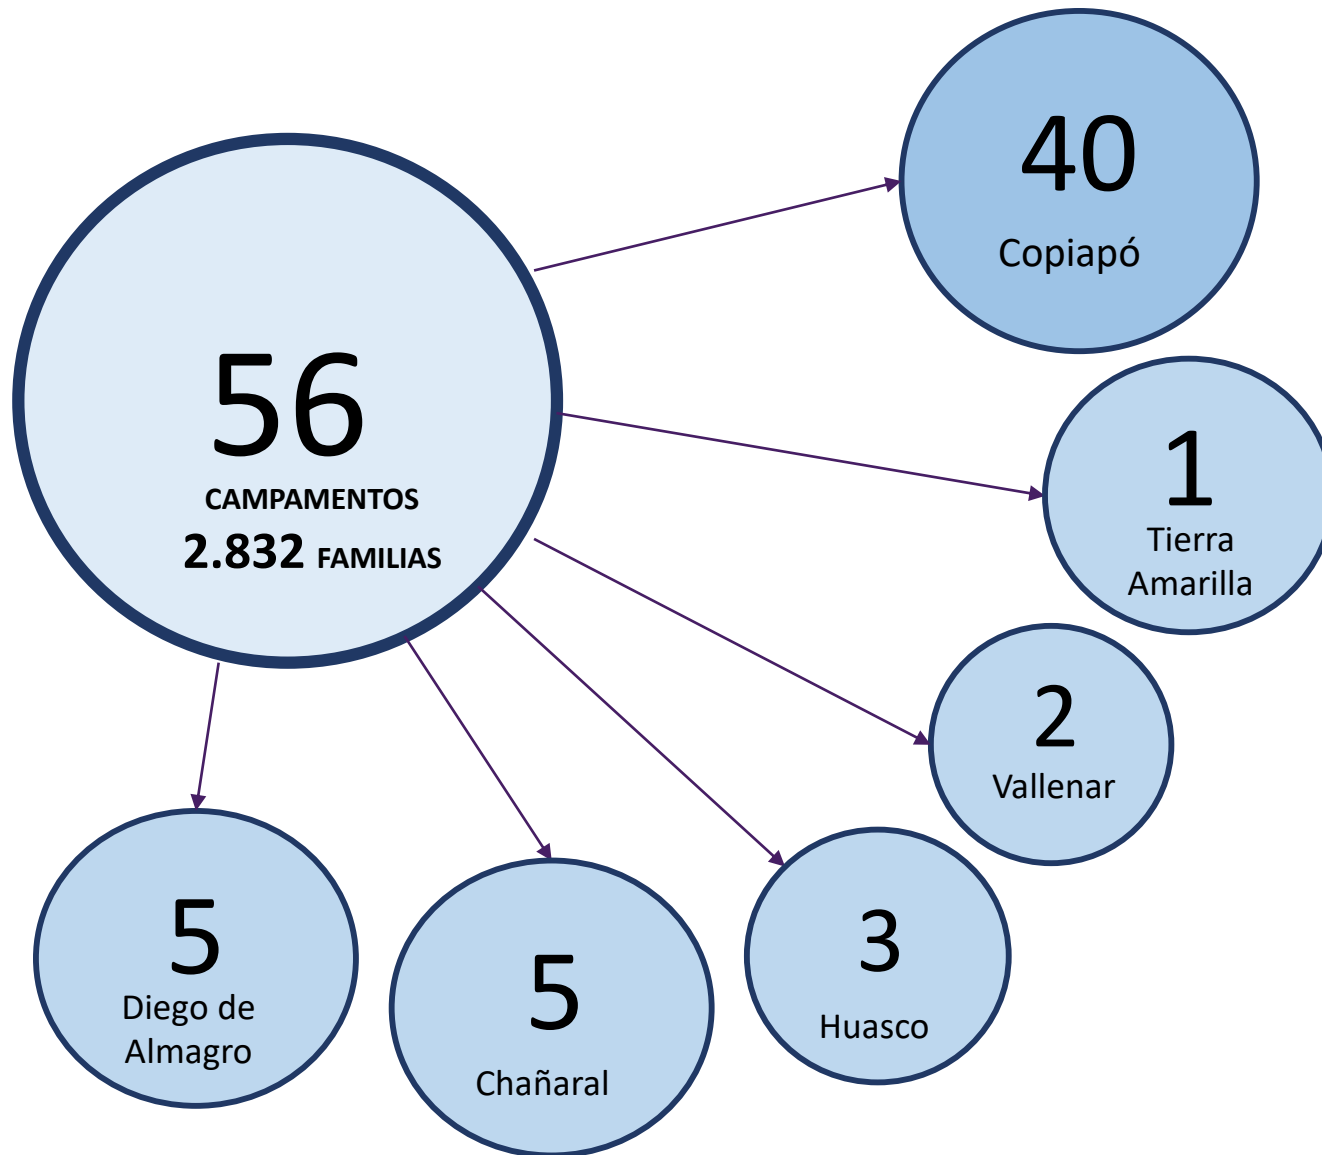 56
CAMPAMENTOS
2.832 FAMILIAS
40
Copiapó
1
Tierra
Amarilla
2
Vallenar
3
Huasco
5
Chañaral
5
Diego de
Almagro